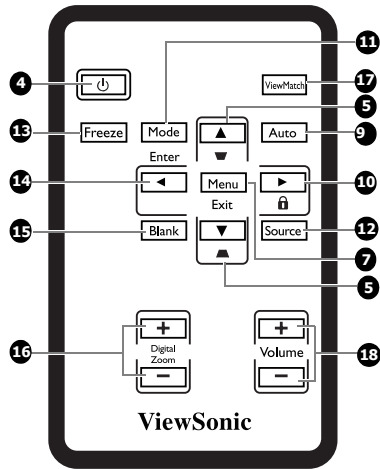 11
4
17
ViewMatch
5
13
Freeze
Mode
Auto
9
Enter
14
Menu
10
Exit
15
Blank
Source
12
7
5
16
+
Digital
Zoom
−
+
Volume
−
18
ViewSonic